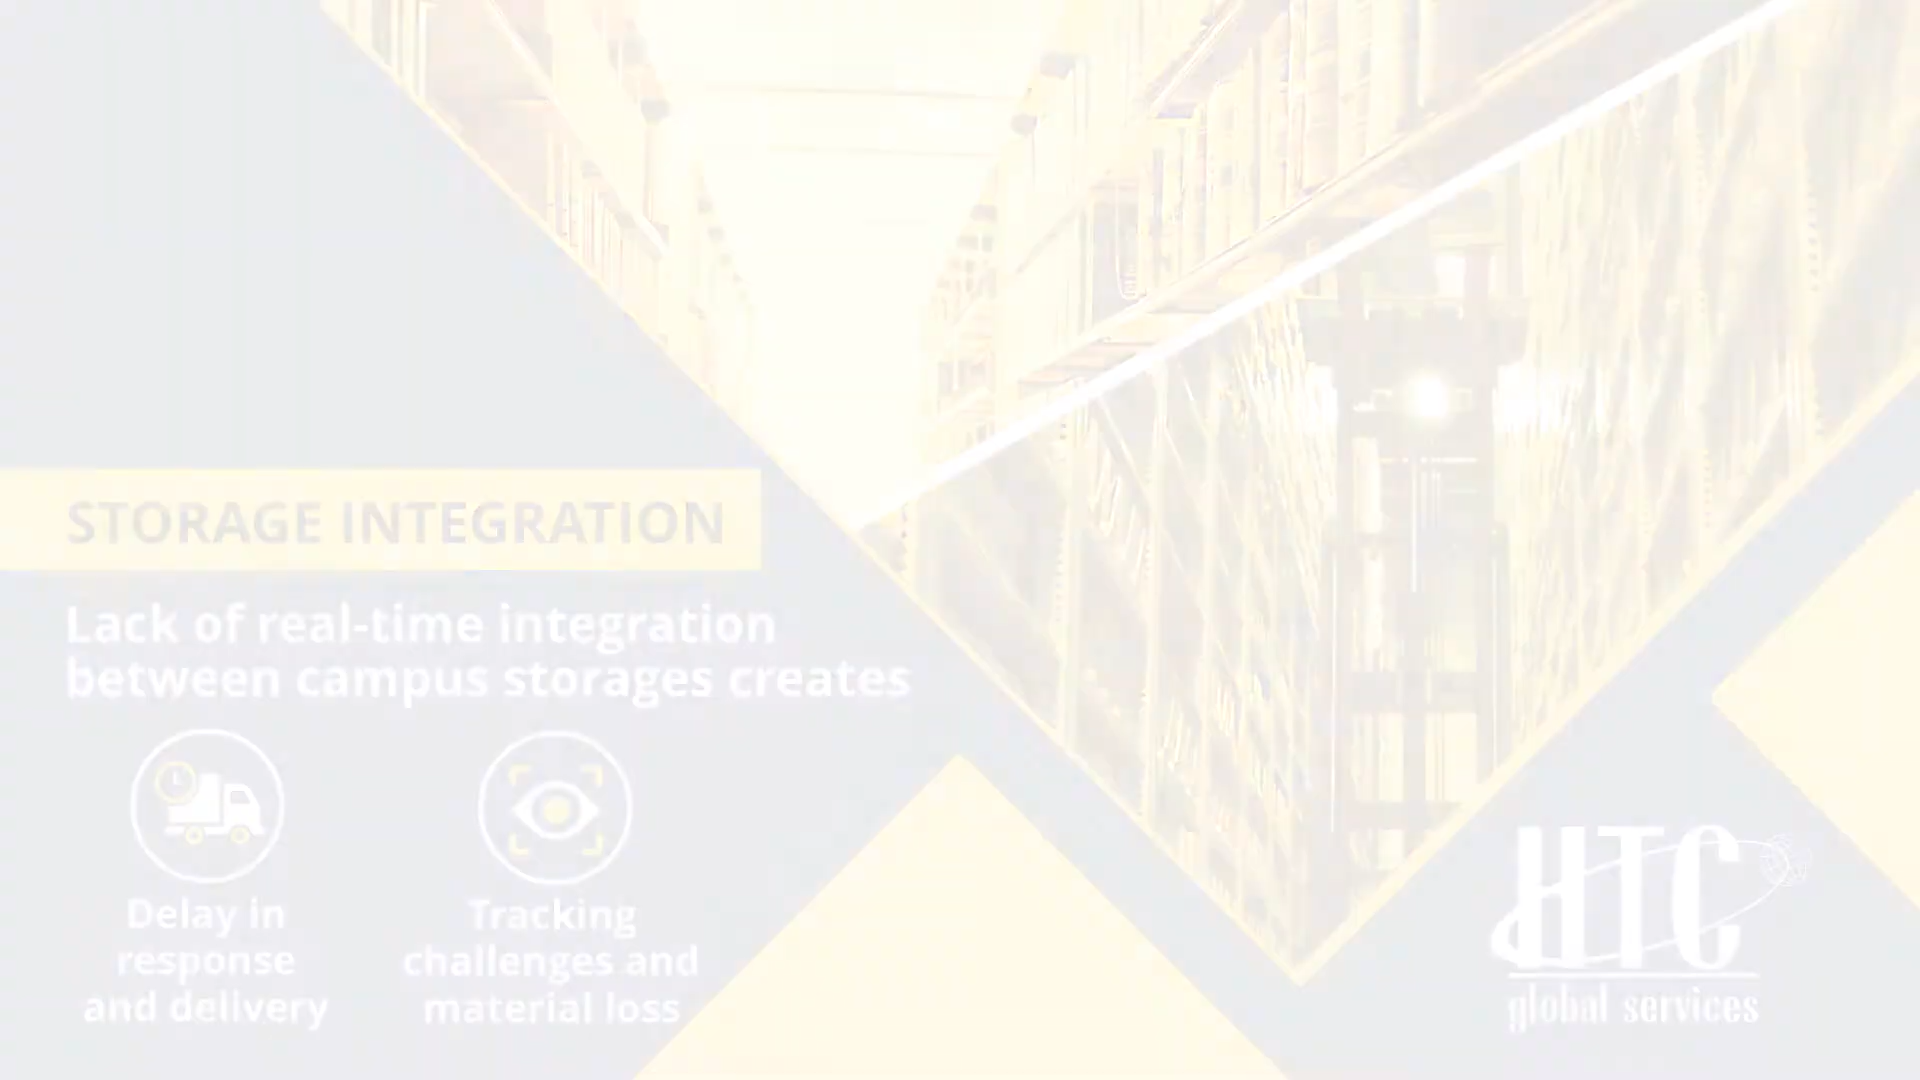 STORAGE INTEGRATION
Lack of real-time integration
between campus storages creates
Delay in
response
and delivery
Tracking
challenges and
material loss
HTC
global services